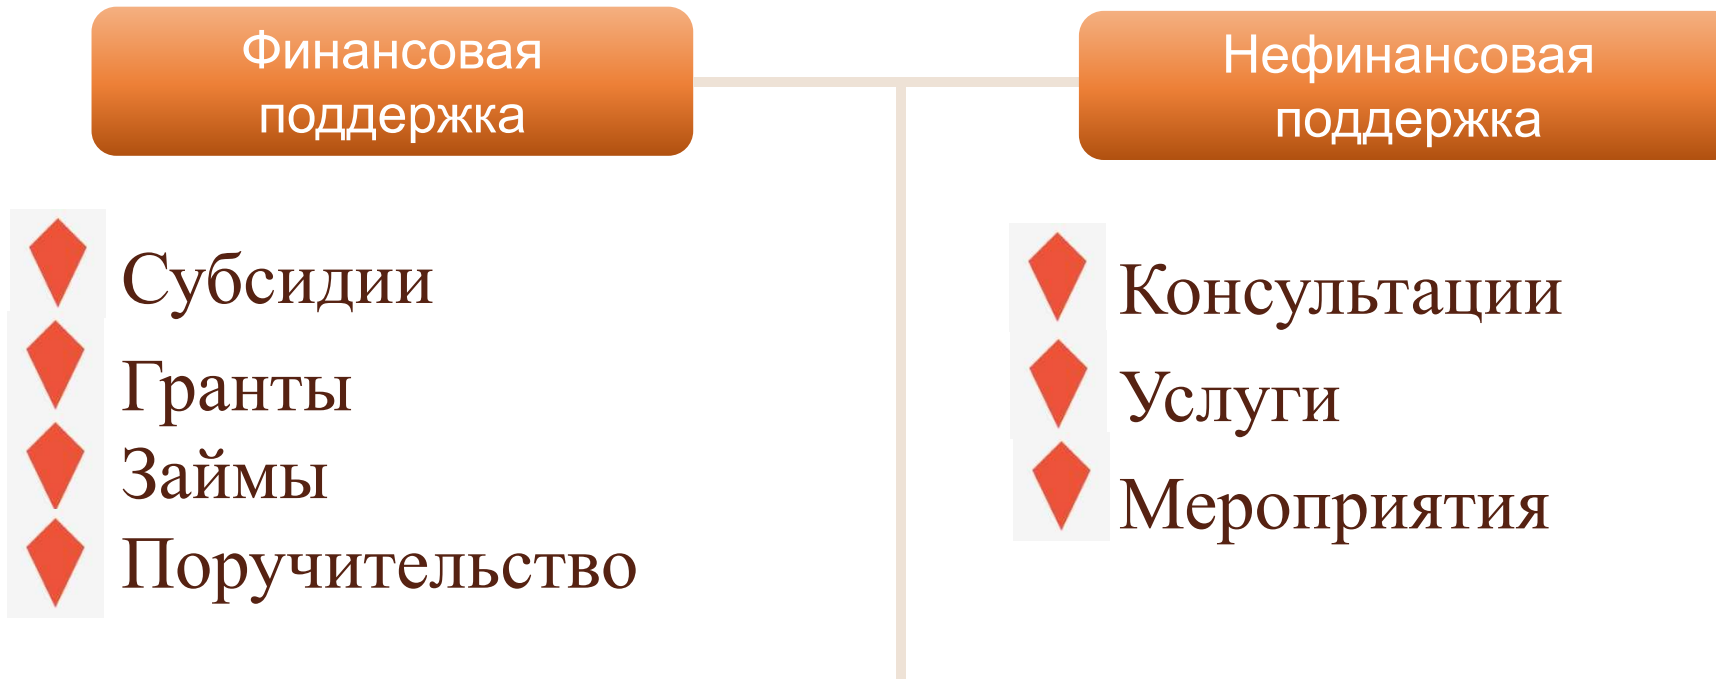 Финансовая
поддержка
Субсидии
Гранты
Займы
Поручительство
Нефинансовая
поддержка
Консультации
Услуги
Мероприятия